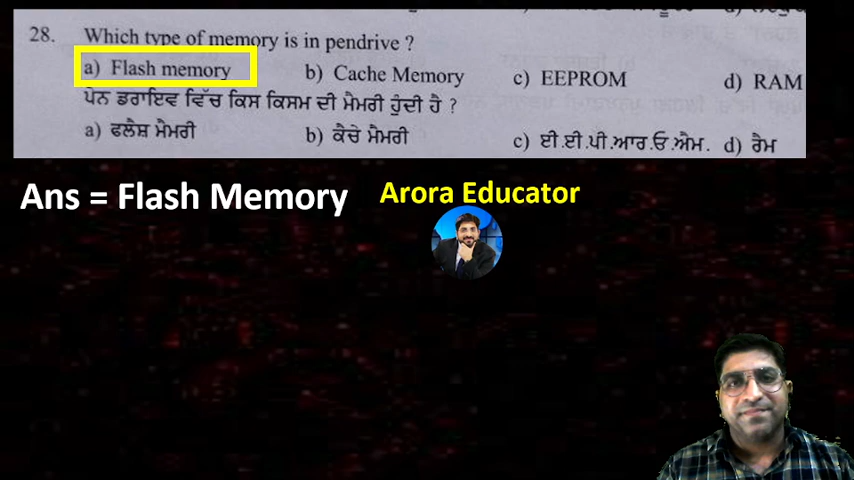 28. Which type of memory is in pendrive ?
a) Flash memory b) Cache Memory c) EEPROM d) RAM
ਪੇਨ ਡਰਾਇਵ ਵਿੱਚ ਕਿਸ ਕਿਸਮ ਦੀ ਮੈਮਰੀ ਹੁੰਦੀ ਹੈ ?
a) ਫਲੈਸ਼ ਮੈਮਰੀ b) ਕੈਚੇ ਮੈਮਰੀ c) ਈ.ਈ.ਪੀ.ਆਰ.ਓ.ਐਮ. d) ਰੈਮ
Ans = Flash Memory
Arora Educator